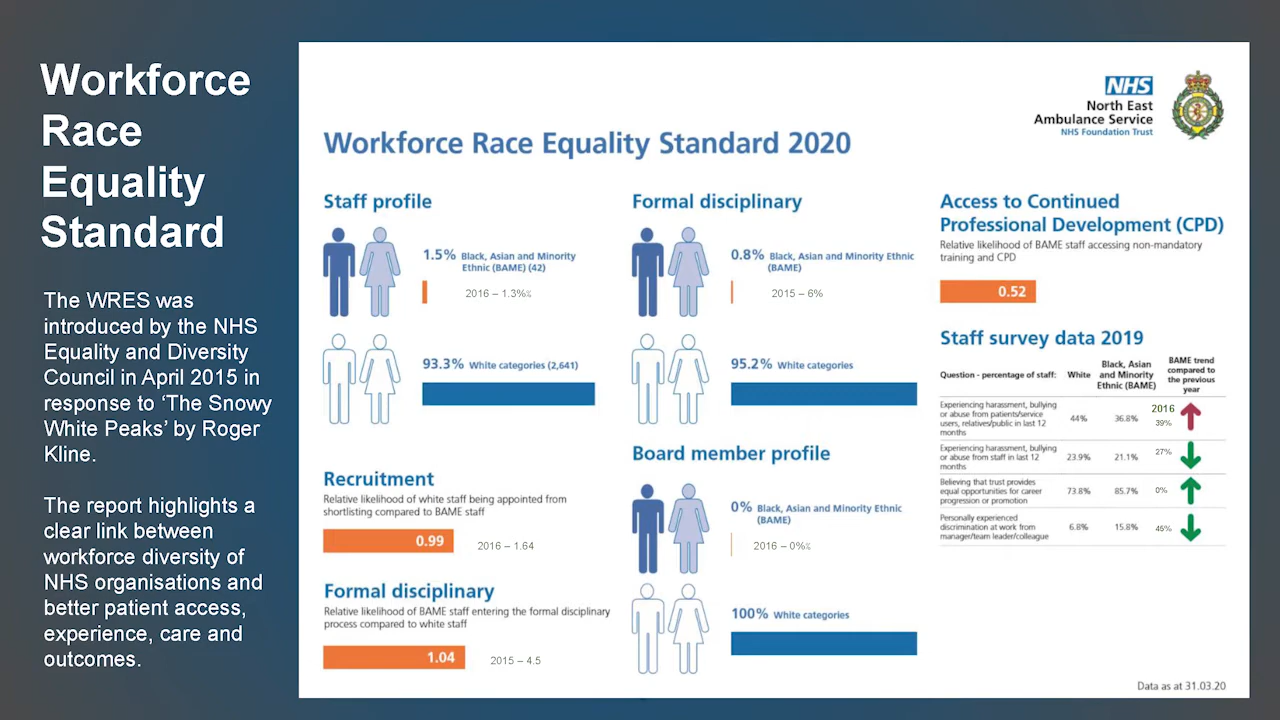 Workforce
Race
Equality
Standard
The WRES was
introduced by the NHS
Equality and Diversity
Council in April 2015 in
response to ‘The Snowy
White Peaks’ by Roger
Kline.
The report highlights a
clear link between
workforce diversity of
NHS organisations and
better patient access,
experience, care and
outcomes.
NHS
North East
Ambulance Service
NHS Foundation Trust
Workforce Race Equality Standard 2020
Staff profile
1.5% Black, Asian and Minority
Ethnic (BAME) (42)
2016 – 1.3%%
93.3% White categories (2,641)
Recruitment
Relative likelihood of white staff being appointed from
shortlisting compared to BAME staff
0.99
2016 – 1.64
Formal disciplinary
Relative likelihood of BAME staff entering the formal disciplinary
process compared to white staff
1.04
2015 – 4.5
Formal disciplinary
0.8% Black, Asian and Minority Ethnic
(BAME)
2015 – 6%
95.2% White categories
Board member profile
0% Black, Asian and Minority Ethnic
(BAME)
2016 – 0%%
100% White categories
Access to Continued
Professional Development (CPD)
Relative likelihood of BAME staff accessing non-mandatory
training and CPD
0.52
Staff survey data 2019
Question - percentage of staff:
White
Black, Asian
and Minority
Ethnic (BAME)
BAME trend
compared to
the previous
year
Experiencing harassment, bullying
or abuse from patients/service
users, relatives/public in last 12
months
44%
36.8%
2016
39%
Experiencing harassment, bullying
or abuse from staff in last 12
months
23.9%
21.1%
27%
Believing that trust provides
equal opportunities for career
progression or promotion
73.8%
85.7%
0%
Personally experienced
discrimination at work from
manager/team leader/colleague
6.8%
15.8%
45%
Data as at 31.03.20